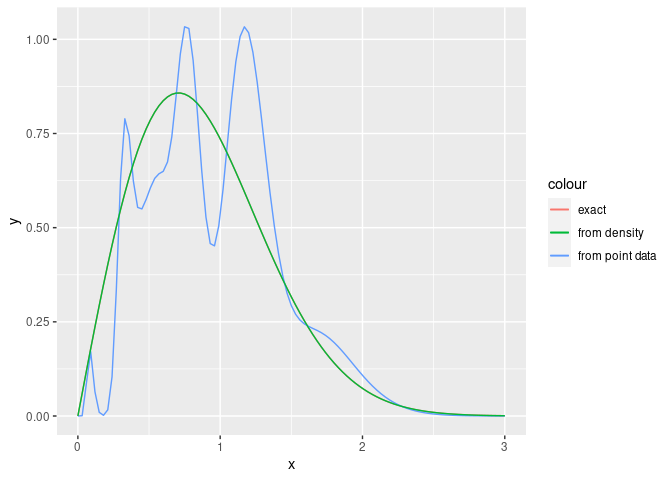 1.00
0.75
0.50
0.25
0.00
y
0
1
2
3
x
colour
exact
from density
from point data